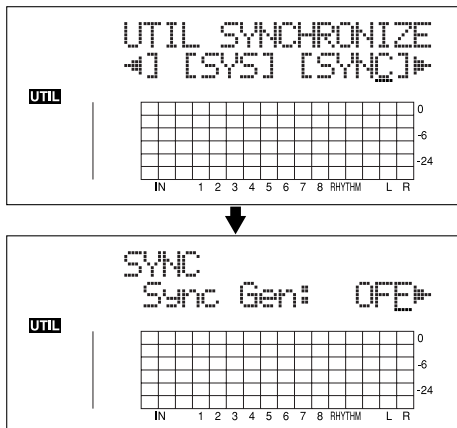 UTIL SYNCHRONIZE
] [SYS] [SYNC]
UTIL
0
-6
-24
IN 1 2 3 4 5 6 7 8 RHYTHM L R
SYNC
Sync Gen: OFF
UTIL
0
-6
-24
IN 1 2 3 4 5 6 7 8 RHYTHM L R